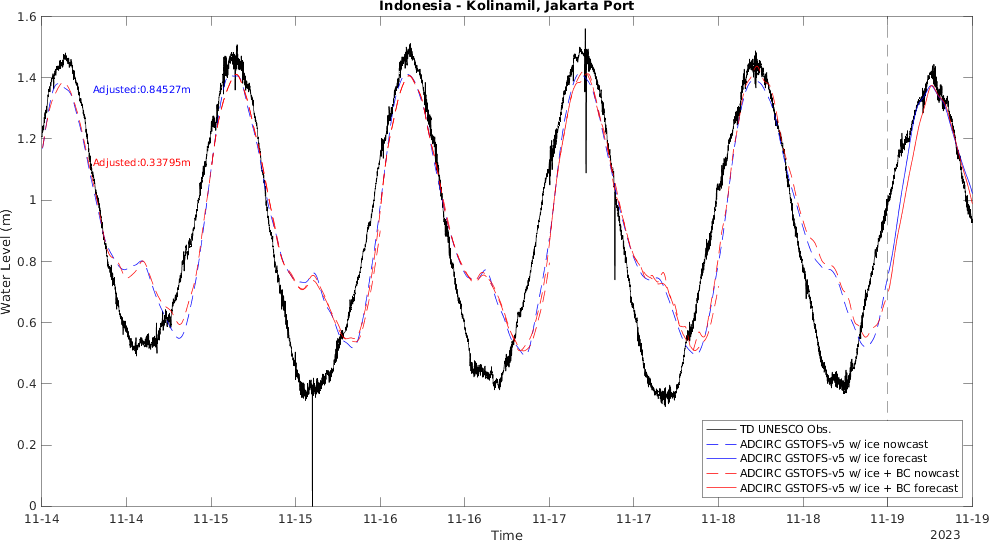 Indonesia - Kolinamil, Jakarta Port
1.6
1.4
1.2
1
0.8
0.6
0.4
0.2
0
Water Level (m)
Adjusted:0.84527m
Adjusted:0.33795m
TD UNESCO Obs.
ADCIRC GSTOFS-v5 w/ ice nowcast
ADCIRC GSTOFS-v5 w/ ice forecast
ADCIRC GSTOFS-v5 w/ ice + BC nowcast
ADCIRC GSTOFS-v5 w/ ice + BC forecast
11-14 11-14 11-15 11-15 11-16 11-16 11-17 11-17 11-18 11-18 11-19 11-19
Time
2023